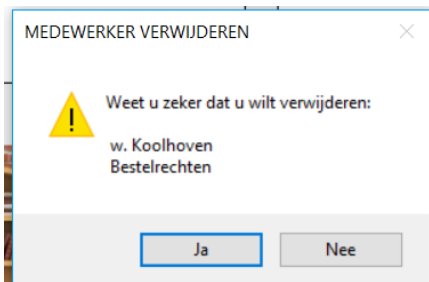 MEDEWERKER VERWIJDEREN
Weet u zeker dat u wilt verwijderen:
w. Koolhoven
Bestelrechten
Ja
Nee